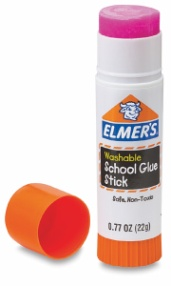 ELMER'S
Washable
School Glue
Stick
Safe, Non-Toxic
0.77 OZ (22g)